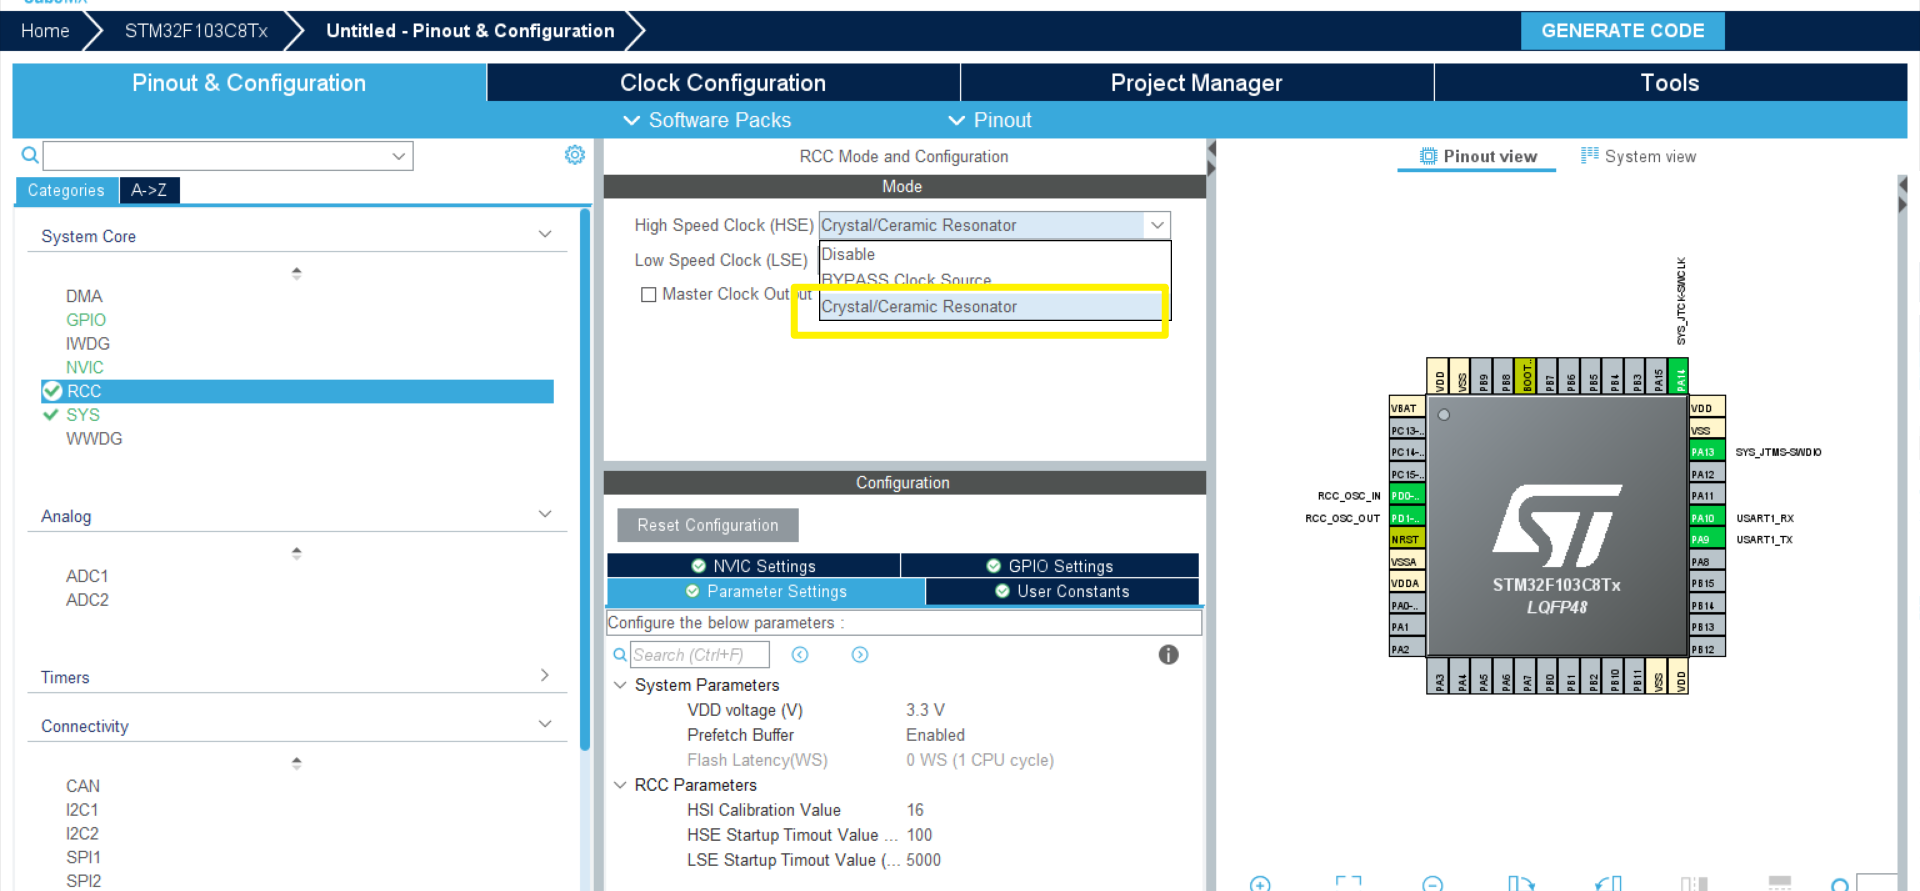 CubeMX
Home
STM32F103C8Tx
Untitled - Pinout & Configuration
GENERATE CODE
Pinout & Configuration
Clock Configuration
Project Manager
Tools
Software Packs
Pinout
Categories
A->Z
System Core
DMA
GPIO
IWDG
NVIC
RCC
SYS
WWDG
Analog
ADC1
ADC2
Timers
Connectivity
CAN
I2C1
I2C2
SPI1
SPI2
RCC Mode and Configuration
Mode
High Speed Clock (HSE) Crystal/Ceramic Resonator
Low Speed Clock (LSE)
Disable
BYPASS Clock Source
Crystal/Ceramic Resonator
Master Clock Output
Configuration
Reset Configuration
NVIC Settings
GPIO Settings
Parameter Settings
User Constants
Configure the below parameters :
Search (Ctrl+F)
System Parameters
VDD voltage (V) 3.3 V
Prefetch Buffer Enabled
Flash Latency(WS) 0 WS (1 CPU cycle)
RCC Parameters
HSI Calibration Value 16
HSE Startup Timout Value ... 100
LSE Startup Timout Value (... 5000
Pinout view
System view
SYS_JTCK-SWCLK
VDD
VSS
PB9
PB8
BOOT..
PB7
PB6
PB5
PB4
PB3
PA15
PA14
VBAT
PC13-..
PC14-..
PC15-..
RCC_OSC_IN PD0-..
RCC_OSC_OUT PD1-..
NRST
VSSA
VDDA
PA0-..
PA1
PA2
STM32F103C8Tx
LQFP48
VDD
VSS
PA13 SYS_JTMS-SWDIO
PA12
PA11
PA10 USART1_RX
PA9 USART1_TX
PA8
PB15
PB14
PB13
PB12
PA3
PA4
PA5
PA6
PA7
PB0
PB1
PB2
PB10
PB11
VSS
VDD